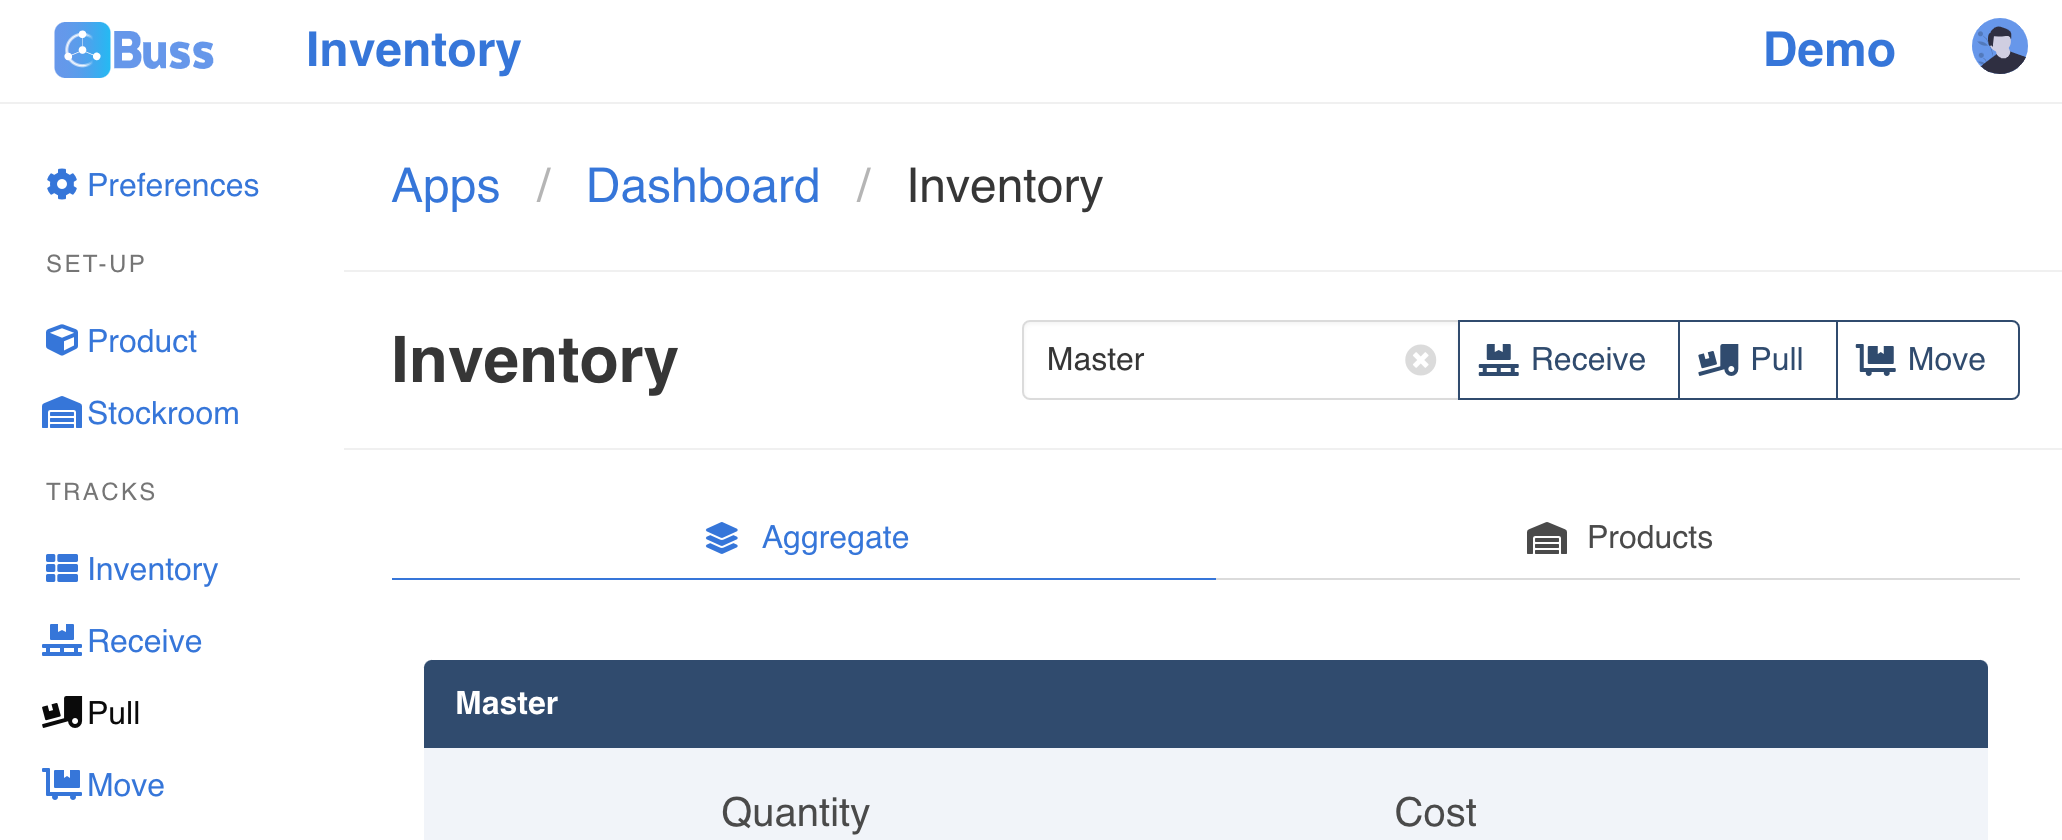 Buss Inventory Demo
Preferences
SET-UP
Product
Stockroom
TRACKS
Inventory
Receive
Pull
Move
Apps / Dashboard / Inventory
Inventory
Master Receive Pull Move
Aggregate Products
Master
Quantity Cost